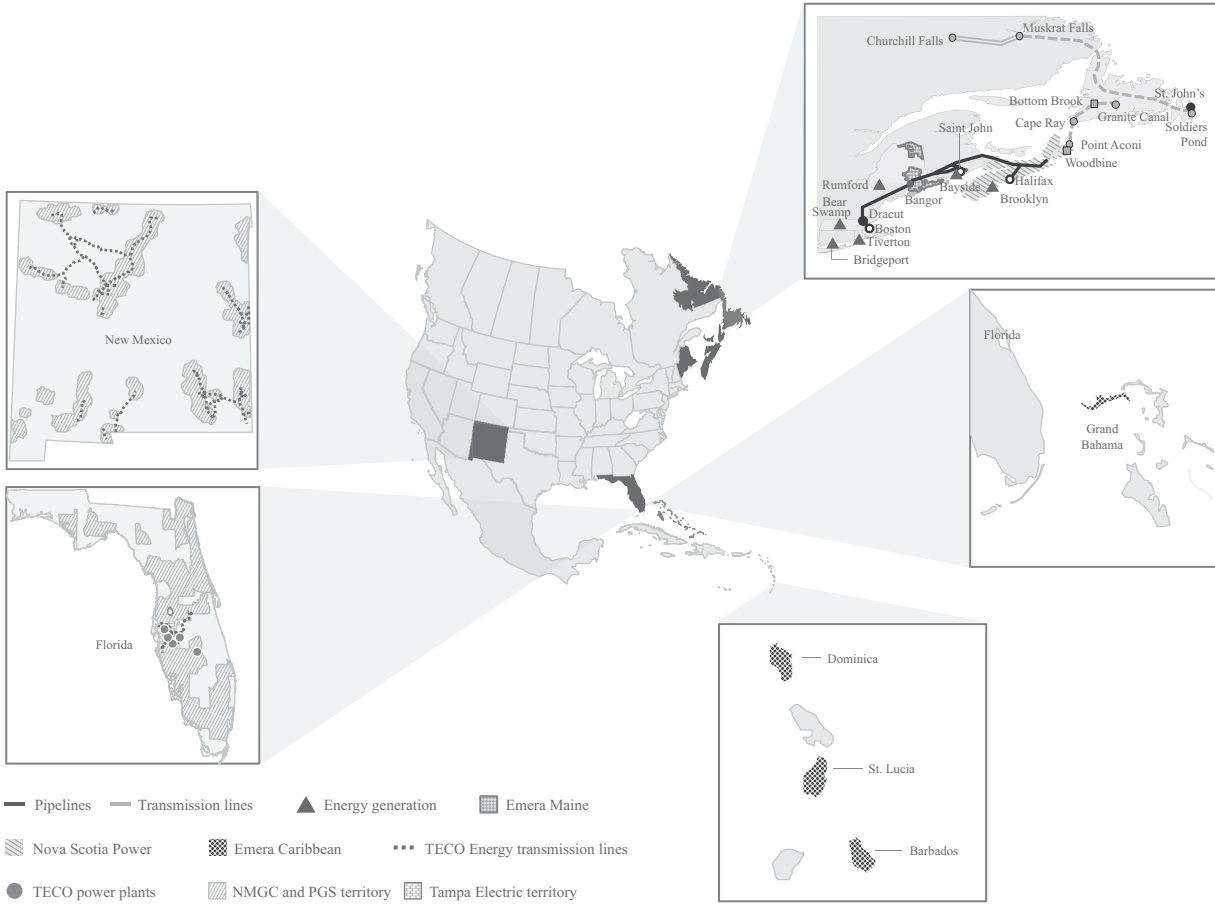 Churchill Falls
Muskrat Falls
St. John's
Bottom Brook
Granite Canal
Cape Ray
Soldiers
Pond
Saint John
Point Aconi
Woodbine
Rumford
Bayside
Halifax
Bear
Swamp
Bangor
Brooklyn
Dracut
Boston
Tiverton
Bridgeport
New Mexico
Florida
Grand
Bahama
Florida
Dominica
St. Lucia
Barbados
Pipelines
Transmission lines
Energy generation
Emera Maine
Nova Scotia Power
Emera Caribbean
TECO Energy transmission lines
TECO power plants
NMGC and PGS territory
Tampa Electric territory